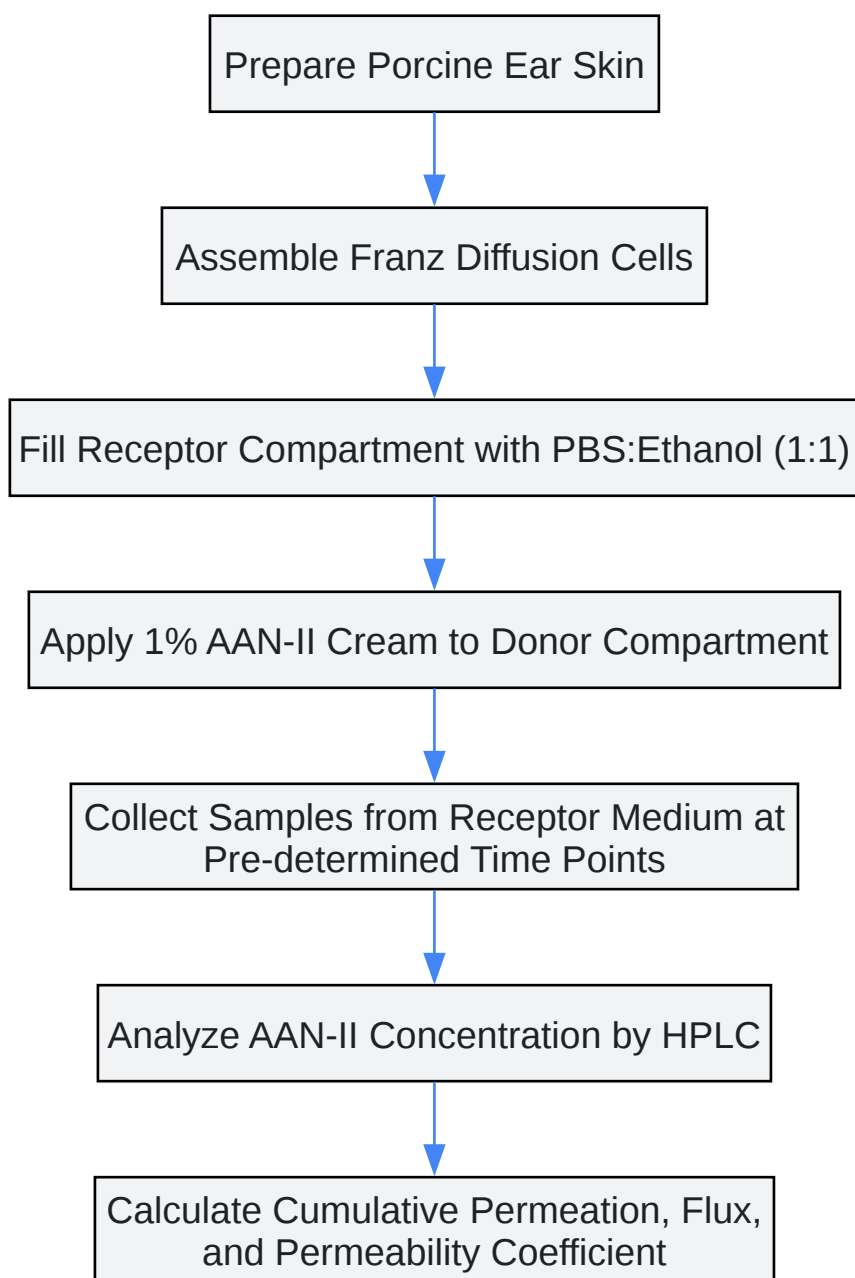 Prepare Porcine Ear Skin
Assemble Franz Diffusion Cells
Fill Receptor Compartment with PBS:Ethanol (1:1)
Apply 1% AAN-II Cream to Donor Compartment
Collect Samples from Receptor Medium at
Pre-determined Time Points
Analyze AAN-II Concentration by HPLC
Calculate Cumulative Permeation, Flux,
and Permeability Coefficient